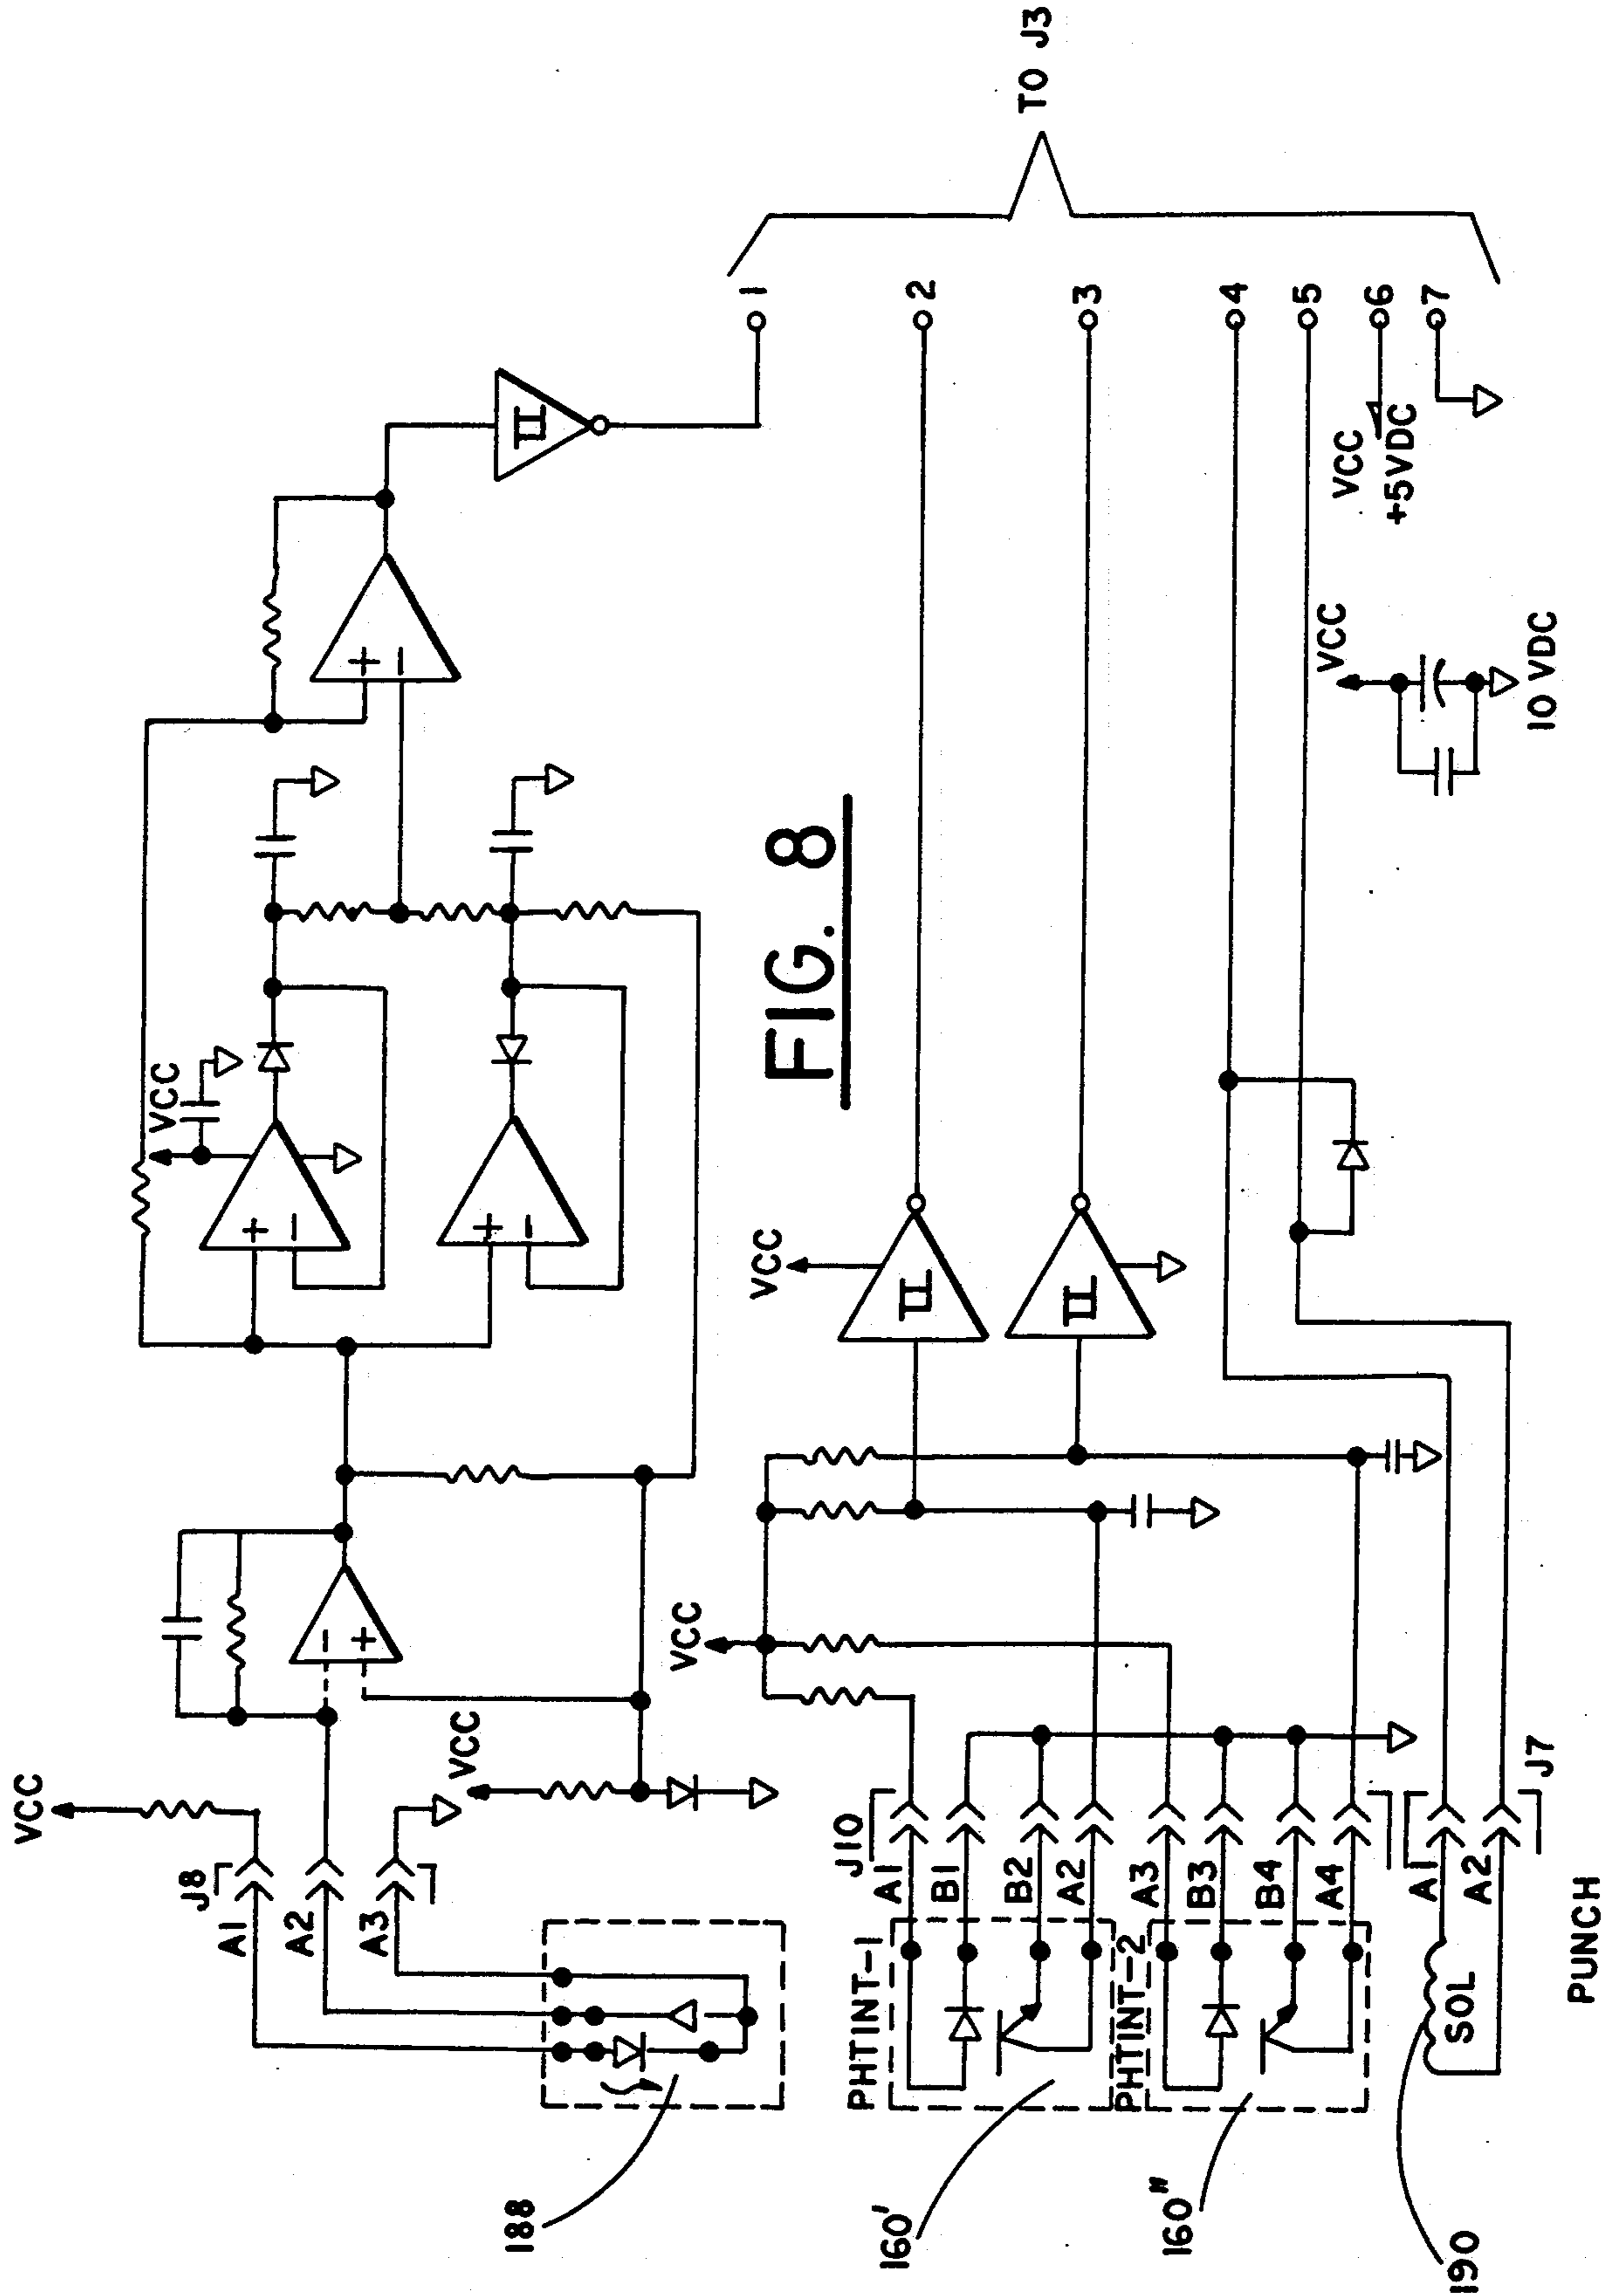 VCC
J8
A1
A2
A3
188
VCC
VCC
+
-
+
-
+
-
+
-
TO J3
1
2
3
4
5
6
7
VCC
+5VDC
VCC
10 VDC
FIG. 8
VCC
VCC
J10
A1
B1
B2
A2
A3
B3
B4
A4
PHTINT-1
PHTINT-2
160'
160"
A1
A2
J7
SOL
190
PUNCH